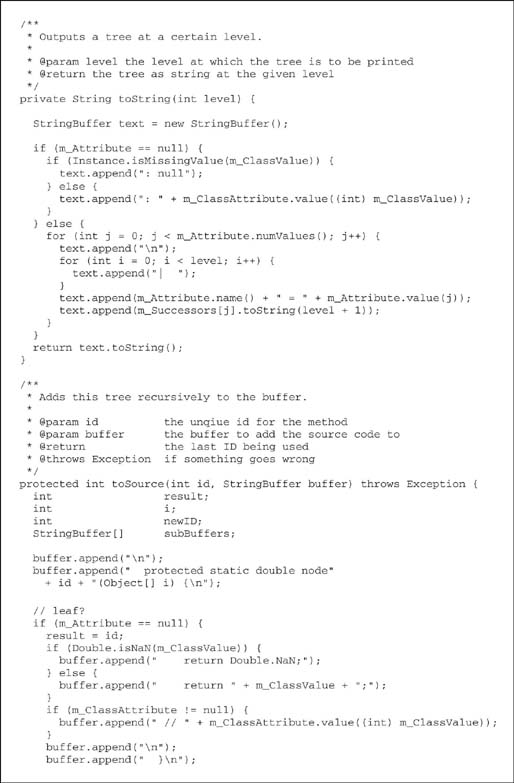 /**
 * Outputs a tree at a certain level.
 *
 * @param level the level at which the tree is to be printed
 * @return the tree as string at the given level
 */
private String toString(int level) {

  StringBuffer text = new StringBuffer();

  if (m_Attribute == null) {
    if (Instance.isMissingValue(m_ClassValue)) {
      text.append(": null");
    } else {
      text.append(": " + m_ClassAttribute.value((int) m_ClassValue));
    }
  } else {
    for (int j = 0; j < m_Attribute.numValues(); j++) {
      text.append("\n");
      for (int i = 0; i < level; i++) {
        text.append("|  ");
      }
      text.append(m_Attribute.name() + " = " + m_Attribute.value(j));
      text.append(m_Successors[j].toString(level + 1));
    }
  }
  return text.toString();
}

/**
 * Adds this tree recursively to the buffer.
 *
 * @param id          the unqiue id for the method
 * @param buffer      the buffer to add the source code to
 * @return            the last ID being used
 * @throws Exception  if something goes wrong
 */
protected int toSource(int id, StringBuffer buffer) throws Exception {
  int                 result;
  int                 i;
  int                 newID;
  StringBuffer[]      subBuffers;

  buffer.append("\n");
  buffer.append("  protected static double node"
    + id + "(Object[] i) {\n");

  // leaf?
  if (m_Attribute == null) {
    result = id;
    if (Double.isNaN(m_ClassValue)) {
      buffer.append("    return Double.NaN;");
    } else {
      buffer.append("    return " + m_ClassValue + ";");
    }
    if (m_ClassAttribute != null) {
      buffer.append(" // " + m_ClassAttribute.value((int) m_ClassValue));
    }
    buffer.append("\n");
    buffer.append("  }\n");